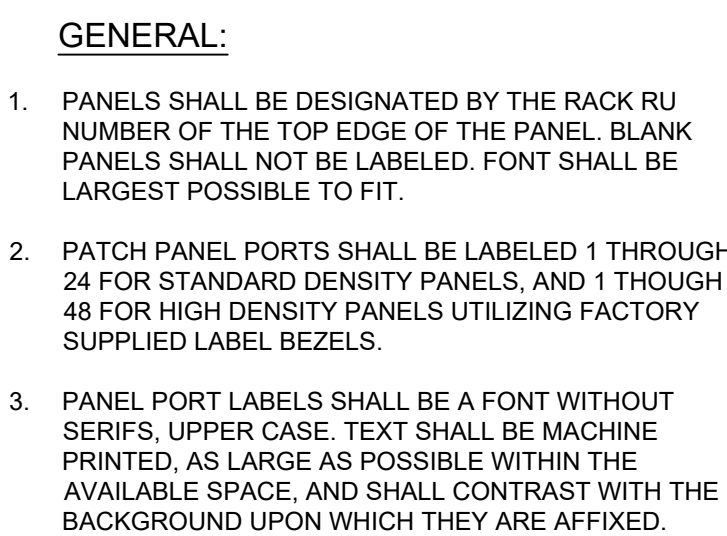 GENERAL:
1. PANELS SHALL BE DESIGNATED BY THE RACK RU
NUMBER OF THE TOP EDGE OF THE PANEL. BLANK
PANELS SHALL NOT BE LABELED. FONT SHALL BE
LARGEST POSSIBLE TO FIT.
2. PATCH PANEL PORTS SHALL BE LABELED 1 THROUGH
24 FOR STANDARD DENSITY PANELS, AND 1 THOUGH
48 FOR HIGH DENSITY PANELS UTILIZING FACTORY
SUPPLIED LABEL BEZELS.
3. PANEL PORT LABELS SHALL BE A FONT WITHOUT
SERIFS, UPPER CASE. TEXT SHALL BE MACHINE
PRINTED, AS LARGE AS POSSIBLE WITHIN THE
AVAILABLE SPACE, AND SHALL CONTRAST WITH THE
BACKGROUND UPON WHICH THEY ARE AFFIXED.